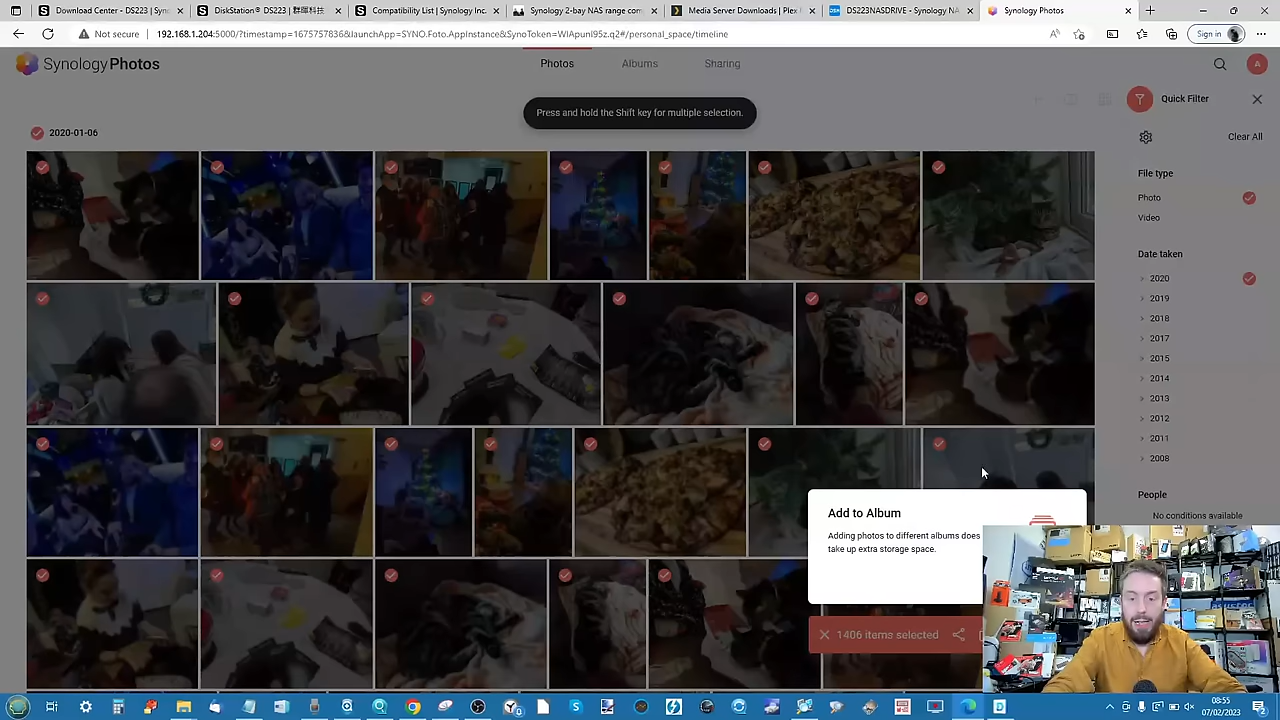 Download Center - DS223 | Syn
DiskStation® DS223 | 群暉科技
Compatibility List | Synology Inc.
Synology 2-bay NAS range com
Media Server Downloads | Plex
DS223NASDRIVE - Synology NA
Synology Photos
Not secure
192.168.1.204:5000/?timestamp=1675757836&launchApp=SYNO.Foto.AppInstance&SynoToken=WIApuni95z.q2#/personal_space/timeline
Sign in
Synology Photos
Photos
Albums
Sharing
A
Press and hold the Shift key for multiple selection.
Quick Filter
2020-01-06
Clear All
File type
Photo
Video
Date taken
2020
2019
2018
2017
2015
2014
2013
2012
2011
2008
People
No conditions available
Add to Album
Adding photos to different albums does
take up extra storage space.
1406 items selected
08:55
07/02/2023